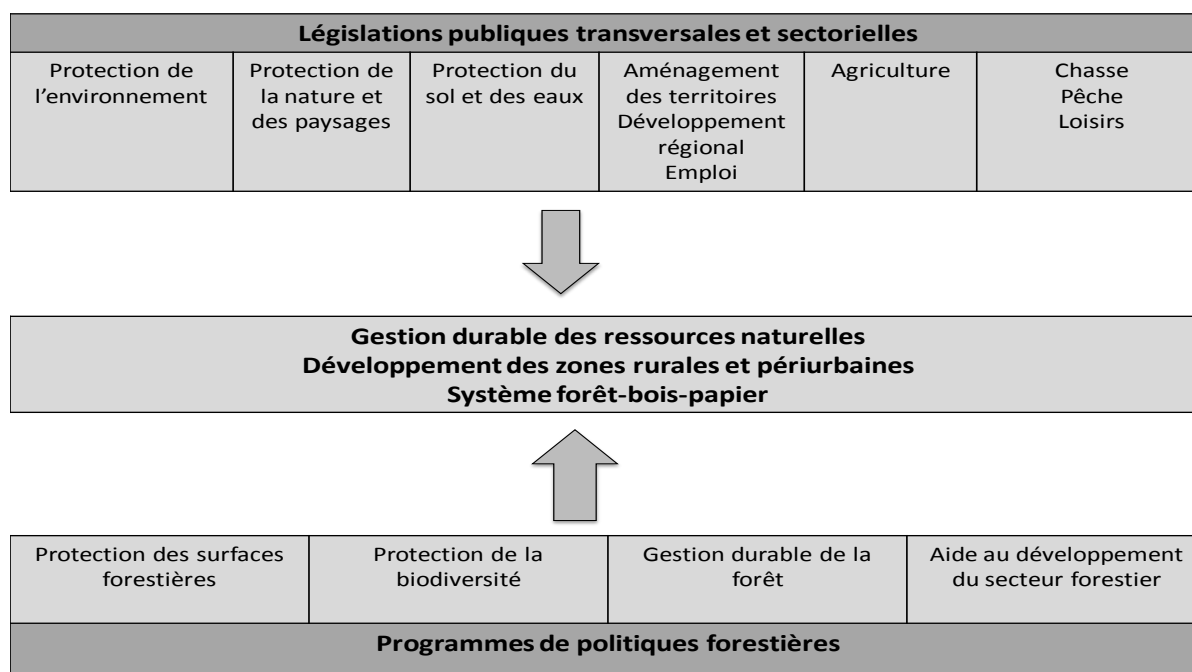 Législations publiques transversales et sectorielles
Protection de
l’environnement
Protection de
la nature et
des paysages
Protection du
sol et des eaux
Aménagement
des territoires
Développement
régional
Emploi
Agriculture
Chasse
Pêche
Loisirs
Gestion durable des ressources naturelles
Développement des zones rurales et périurbaines
Système forêt-bois-papier
Protection des surfaces
forestières
Protection de la
biodiversité
Gestion durable de la
forêt
Aide au développement
du secteur forestier
Programmes de politiques forestières